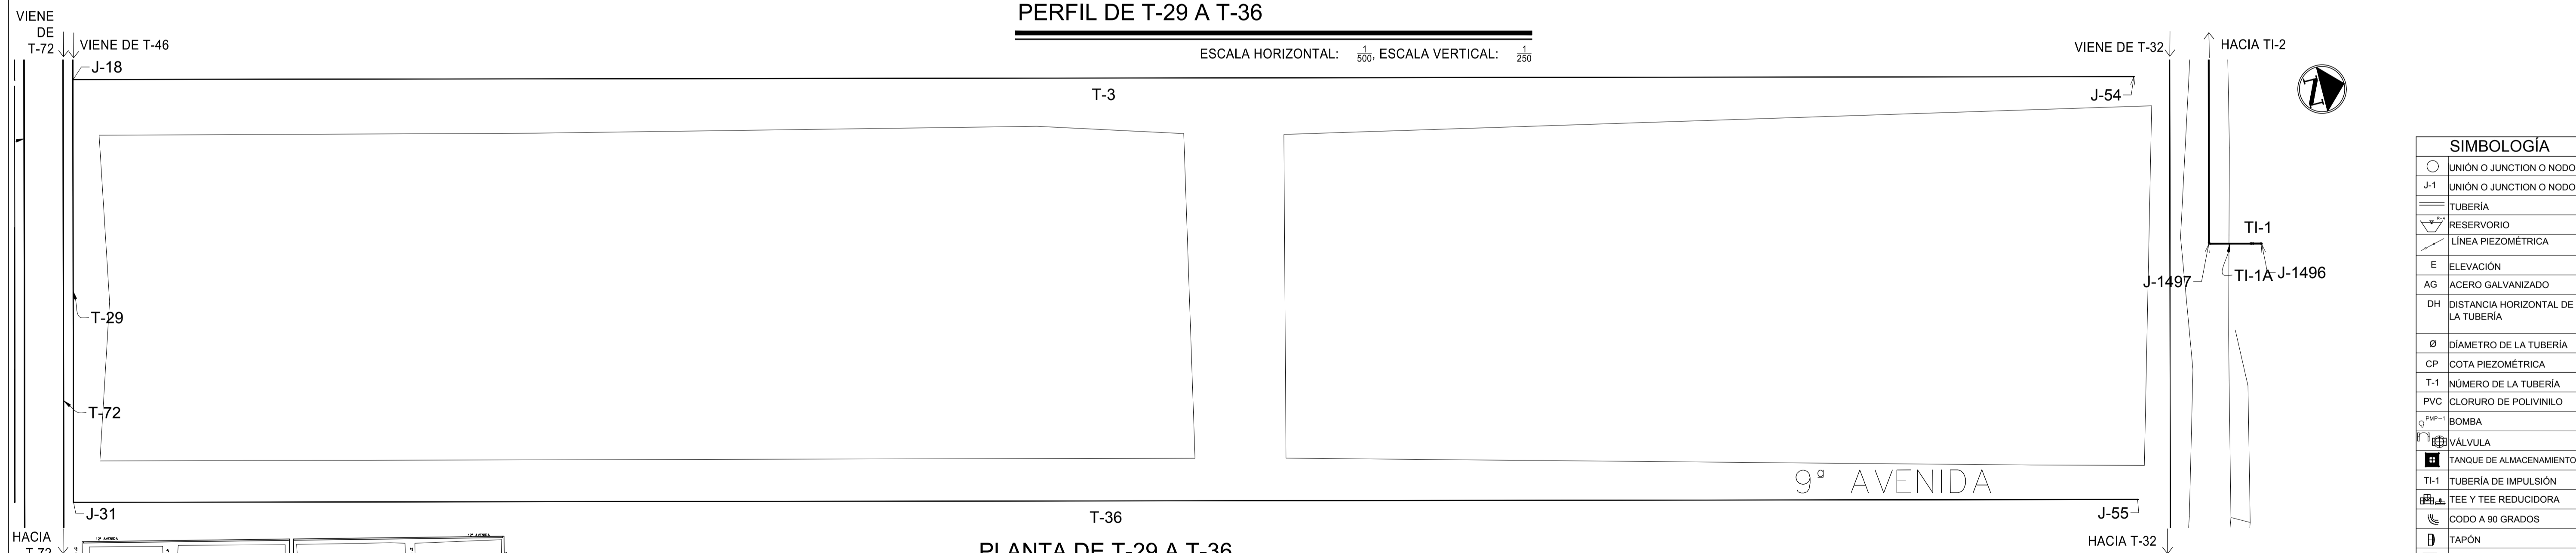 PERFIL DE T-29 A T-36
ESCALA HORIZONTAL: 1/500, ESCALA VERTICAL: 1/250
VIENE
DE
T-72
VIENE DE T-46
J-18
T-3
J-54
VIENE DE T-32
HACIA TI-2
TI-1
J-1497
TI-1A
J-1496
T-29
T-72
9ª AVENIDA
J-31
T-36
J-55
HACIA
T-72
HACIA T-32
12ª AVENIDA
12ª AVENIDA
PLANTA DE T-29 A T-36
SIMBOLOGÍA
UNIÓN O JUNCTION O NODO
J-1 UNIÓN O JUNCTION O NODO
TUBERÍA
RESERVORIO
LÍNEA PIEZOMÉTRICA
E ELEVACIÓN
AG ACERO GALVANIZADO
DH DISTANCIA HORIZONTAL DE
LA TUBERÍA
Ø DÍAMETRO DE LA TUBERÍA
CP COTA PIEZOMÉTRICA
T-1 NÚMERO DE LA TUBERÍA
PVC CLORURO DE POLIVINILO
PMP-1 BOMBA
VÁLVULA
TANQUE DE ALMACENAMIENTO
TI-1 TUBERÍA DE IMPULSIÓN
TEE Y TEE REDUCIDORA
CODO A 90 GRADOS
TAPÓN